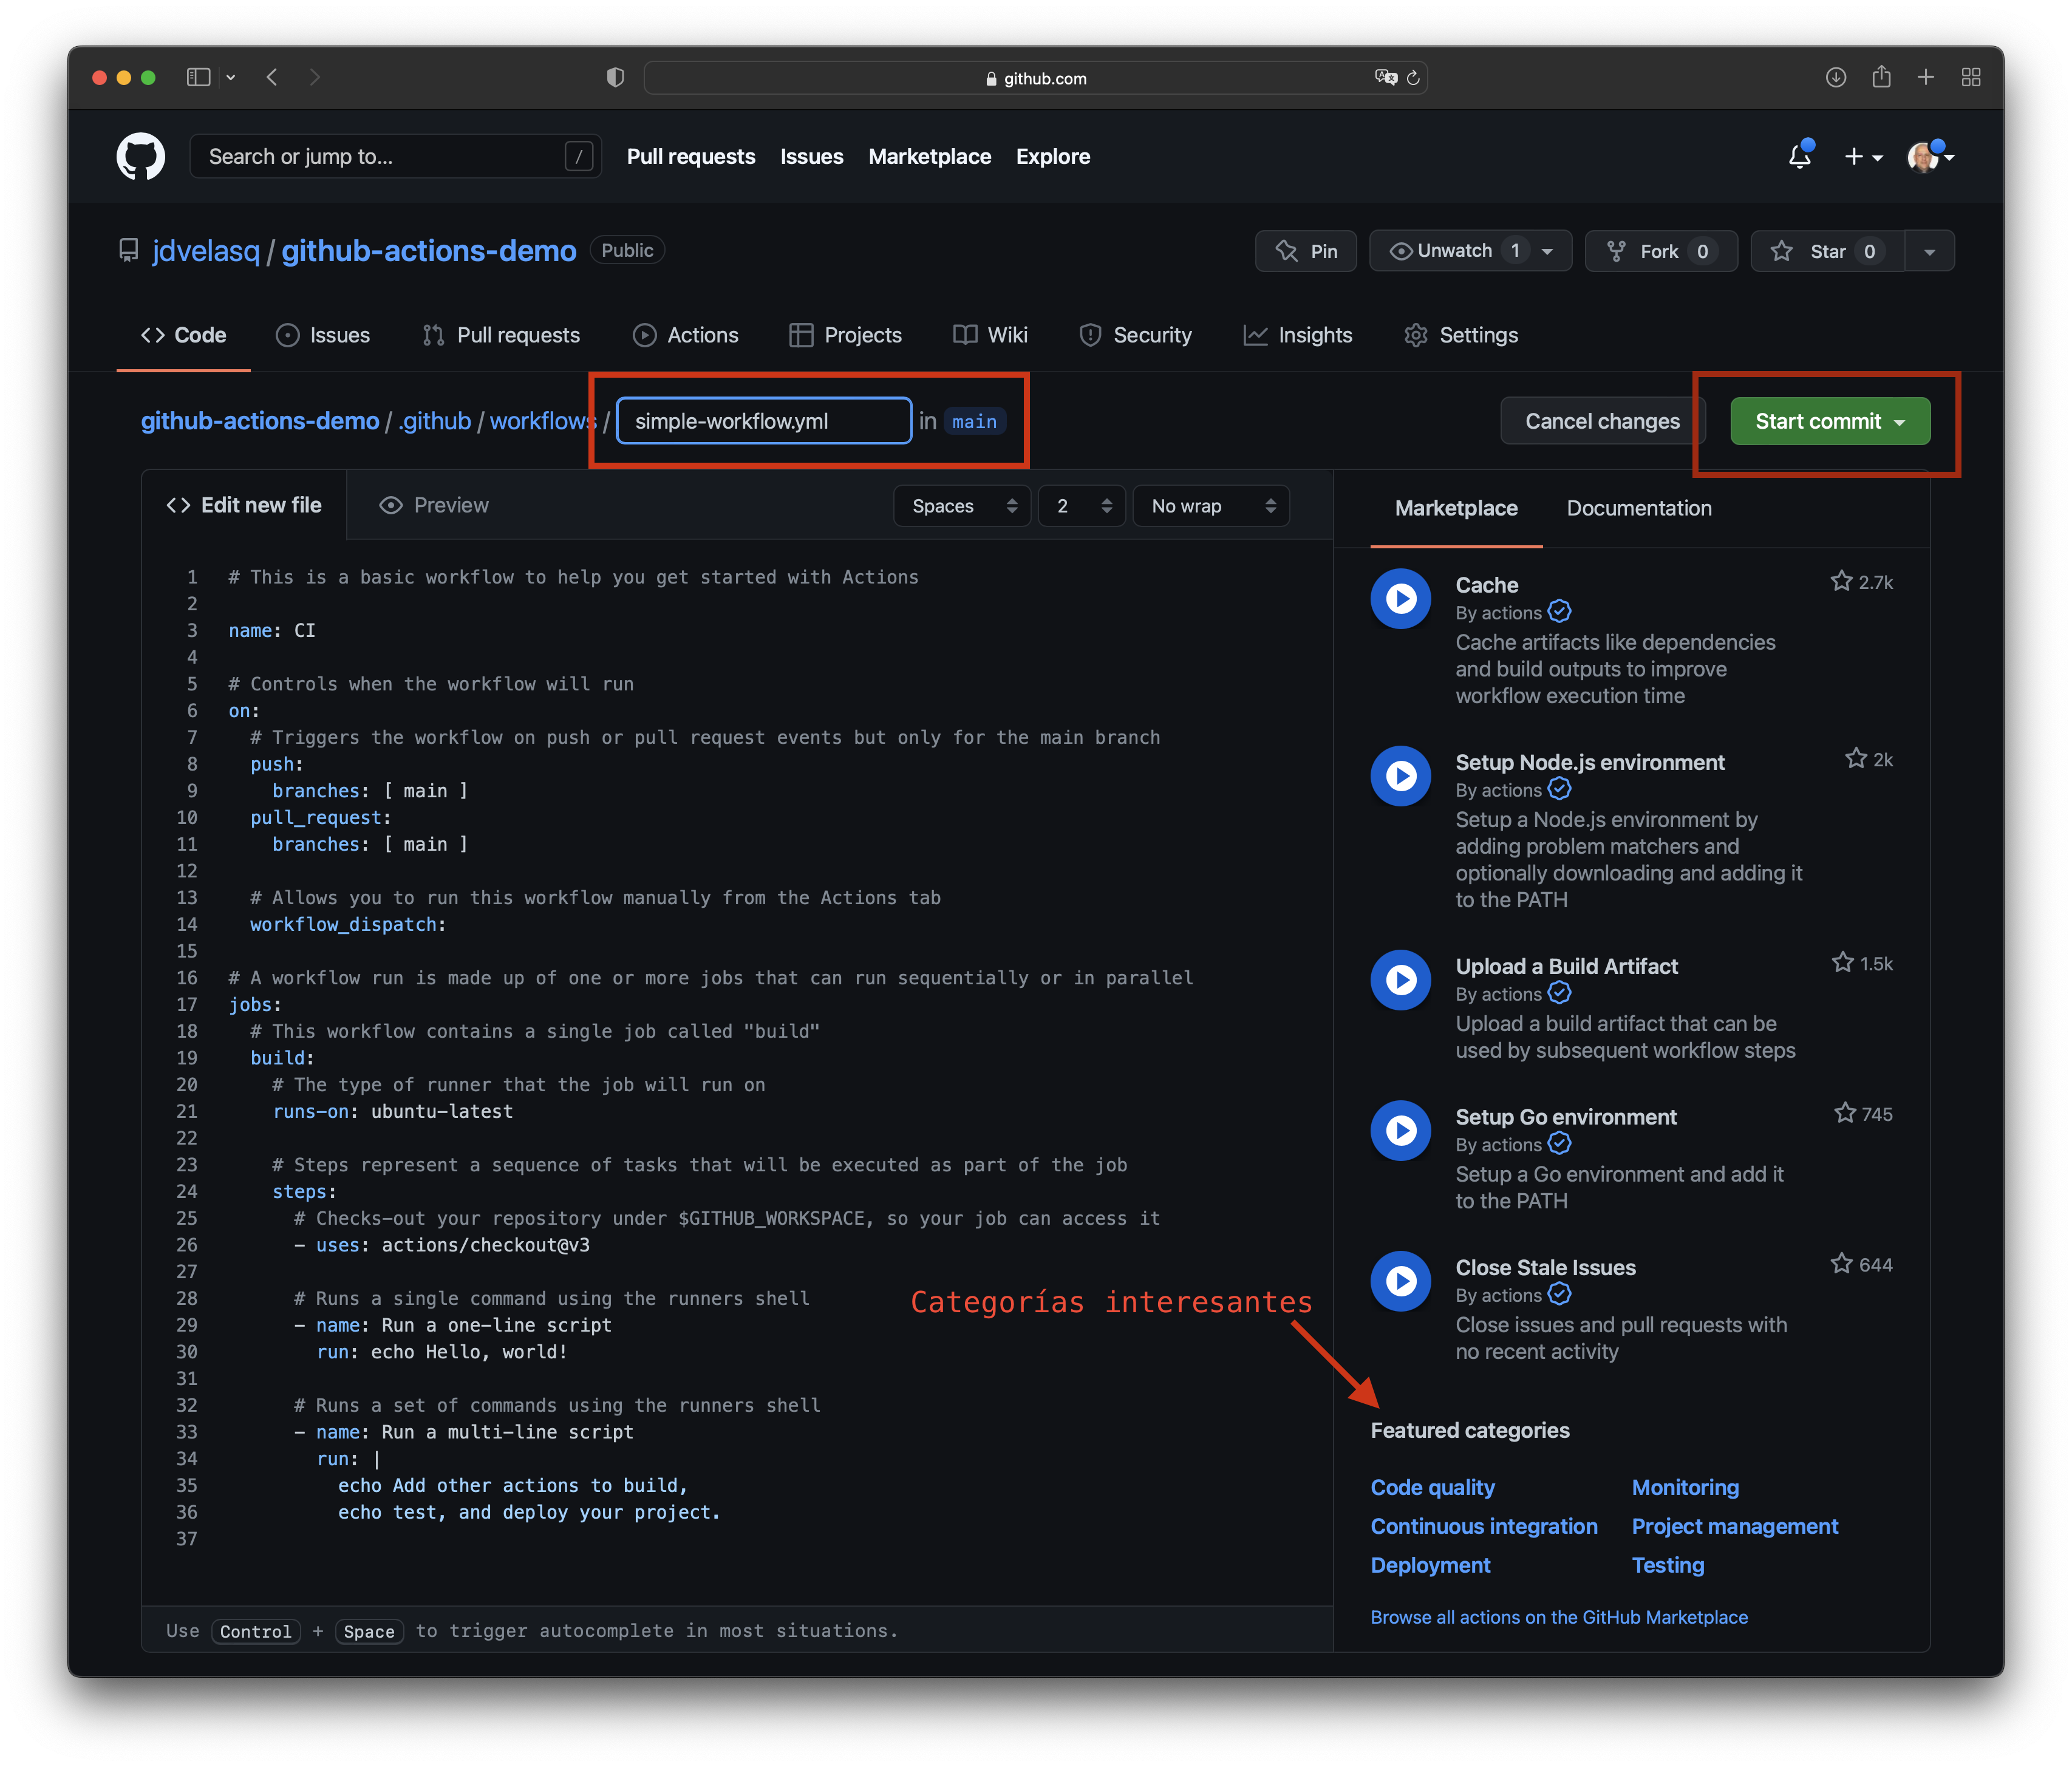 github.com
Search or jump to... /
Pull requests Issues Marketplace Explore
jdvelasq / github-actions-demo Public
Pin Unwatch 1 Fork 0 Star 0
Code Issues Pull requests Actions Projects Wiki Security Insights Settings
github-actions-demo / .github / workflows / simple-workflow.yml in main
Cancel changes Start commit
Edit new file Preview Spaces 2 No wrap
1 # This is a basic workflow to help you get started with Actions
2
3 name: CI
4
5 # Controls when the workflow will run
6 on:
7 # Triggers the workflow on push or pull request events but only for the main branch
8 push:
9 branches: [ main ]
10 pull_request:
11 branches: [ main ]
12
13 # Allows you to run this workflow manually from the Actions tab
14 workflow_dispatch:
15
16 # A workflow run is made up of one or more jobs that can run sequentially or in parallel
17 jobs:
18 # This workflow contains a single job called "build"
19 build:
20 # The type of runner that the job will run on
21 runs-on: ubuntu-latest
22
23 # Steps represent a sequence of tasks that will be executed as part of the job
24 steps:
25 # Checks-out your repository under $GITHUB_WORKSPACE, so your job can access it
26 - uses: actions/checkout@v3
27
28 # Runs a single command using the runners shell
29 - name: Run a one-line script
30 run: echo Hello, world!
31
32 # Runs a set of commands using the runners shell
33 - name: Run a multi-line script
34 run: |
35 echo Add other actions to build,
36 echo test, and deploy your project.
37
Use Control + Space to trigger autocomplete in most situations.
Marketplace Documentation
Cache 2.7k
By actions
Cache artifacts like dependencies
and build outputs to improve
workflow execution time
Setup Node.js environment 2k
By actions
Setup a Node.js environment by
adding problem matchers and
optionally downloading and adding it
to the PATH
Upload a Build Artifact 1.5k
By actions
Upload a build artifact that can be
used by subsequent workflow steps
Setup Go environment 745
By actions
Setup a Go environment and add it
to the PATH
Close Stale Issues 644
By actions
Close issues and pull requests with
no recent activity
Categorías interesantes
Featured categories
Code quality Monitoring
Continuous integration Project management
Deployment Testing
Browse all actions on the GitHub Marketplace